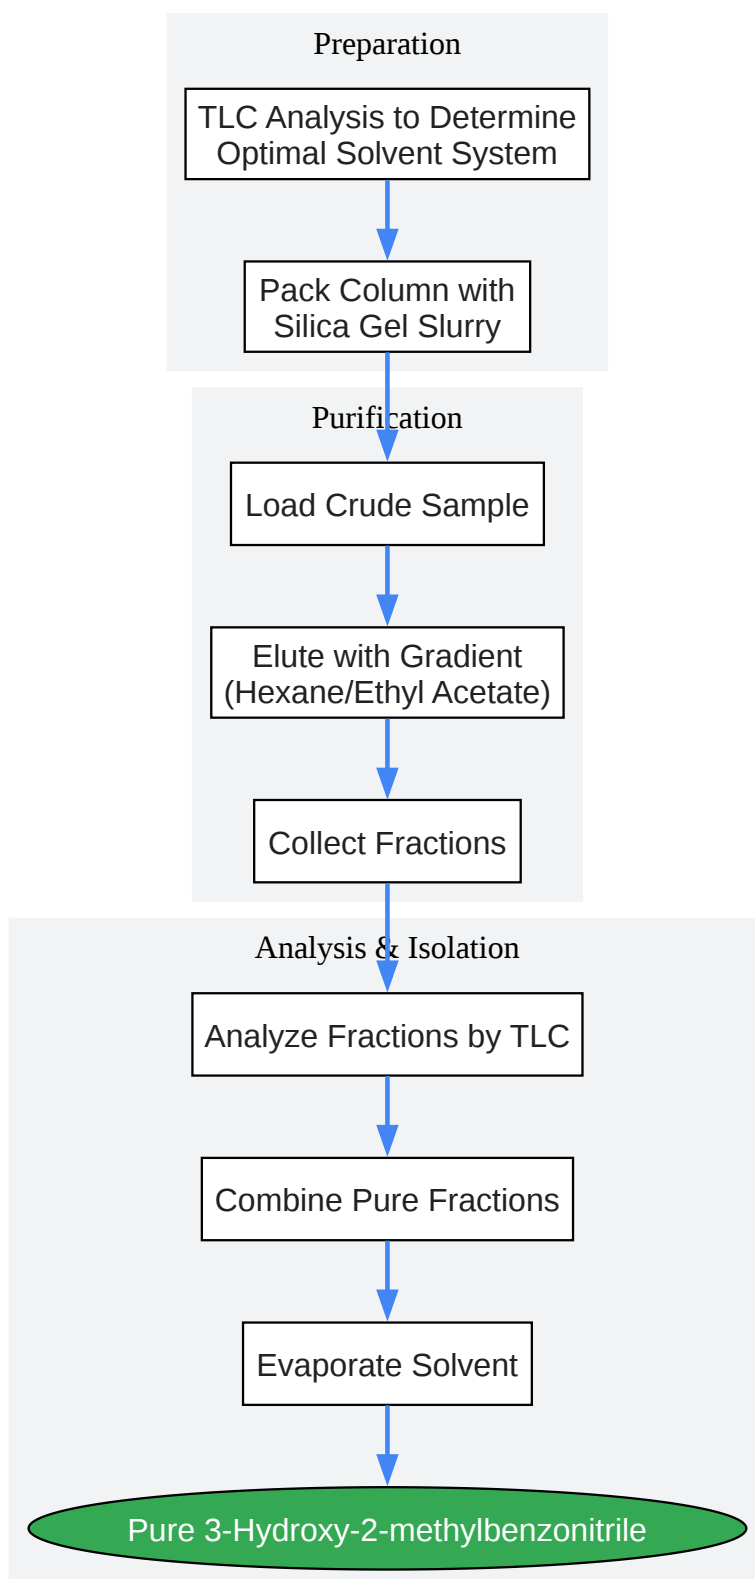 Preparation
TLC Analysis to Determine
Optimal Solvent System
Pack Column with
Silica Gel Slurry
Purification
Load Crude Sample
Elute with Gradient
(Hexane/Ethyl Acetate)
Collect Fractions
Analysis & Isolation
Analyze Fractions by TLC
Combine Pure Fractions
Evaporate Solvent
Pure 3-Hydroxy-2-methylbenzonitrile